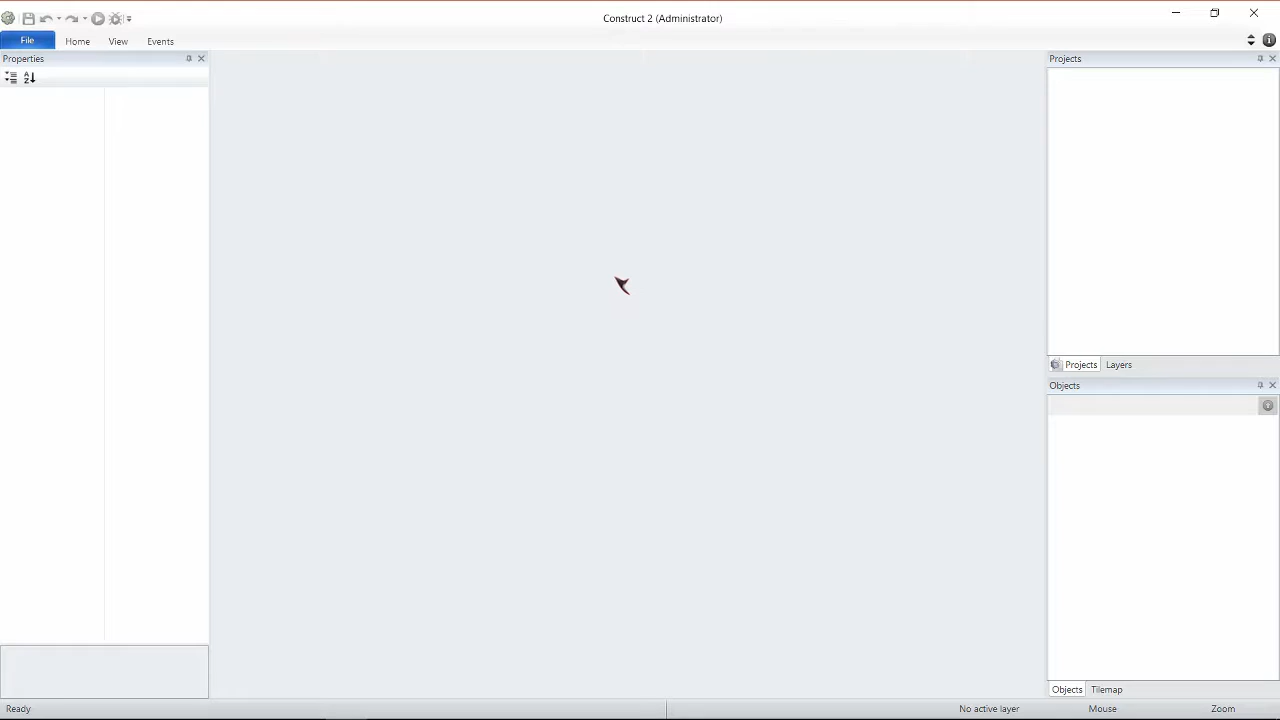 Construct 2 (Administrator)
File Home View Events
Properties
Projects
Projects Layers
Objects
Objects Tilemap
Ready No active layer Mouse Zoom